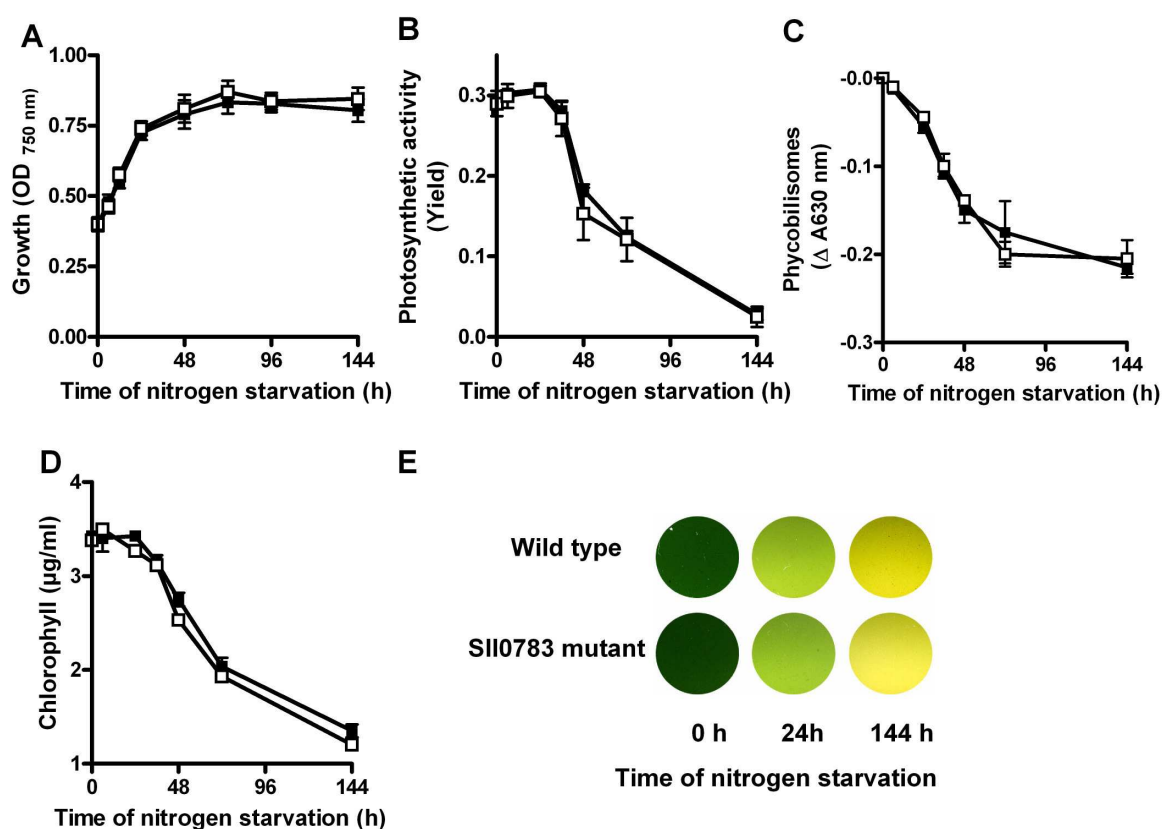 A
Growth (OD 750 nm)
1.00
0.75
0.50
0.25
0.00
0 48 96 144
Time of nitrogen starvation (h)
B
Photosynthetic activity
(Yield)
0.3
0.2
0.1
0.0
0 48 96 144
Time of nitrogen starvation (h)
C
Phycobilisomes
(Δ A630 nm)
-0.0
-0.1
-0.2
-0.3
0 48 96 144
Time of nitrogen starvation (h)
D
Chlorophyll (µg/ml)
4
3
2
1
0 48 96 144
Time of nitrogen starvation (h)
E
Wild type
Sll0783 mutant
0 h 24h 144 h
Time of nitrogen starvation